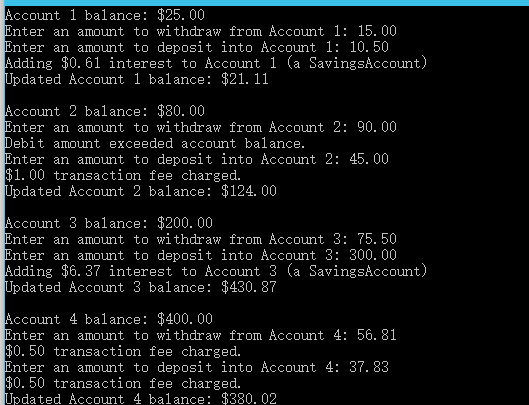 Account 1 balance: $25.00
Enter an amount to withdraw from Account 1: 15.00
Enter an amount to deposit into Account 1: 10.50
Adding $0.61 interest to Account 1 (a SavingsAccount)
Updated Account 1 balance: $21.11
Account 2 balance: $80.00
Enter an amount to withdraw from Account 2: 90.00
Debit amount exceeded account balance.
Enter an amount to deposit into Account 2: 45.00
$1.00 transaction fee charged.
Updated Account 2 balance: $124.00
Account 3 balance: $200.00
Enter an amount to withdraw from Account 3: 75.50
Enter an amount to deposit into Account 3: 300.00
Adding $6.37 interest to Account 3 (a SavingsAccount)
Updated Account 3 balance: $430.87
Account 4 balance: $400.00
Enter an amount to withdraw from Account 4: 56.81
$0.50 transaction fee charged.
Enter an amount to deposit into Account 4: 37.83
$0.50 transaction fee charged.
Updated Account 4 balance: $380.02